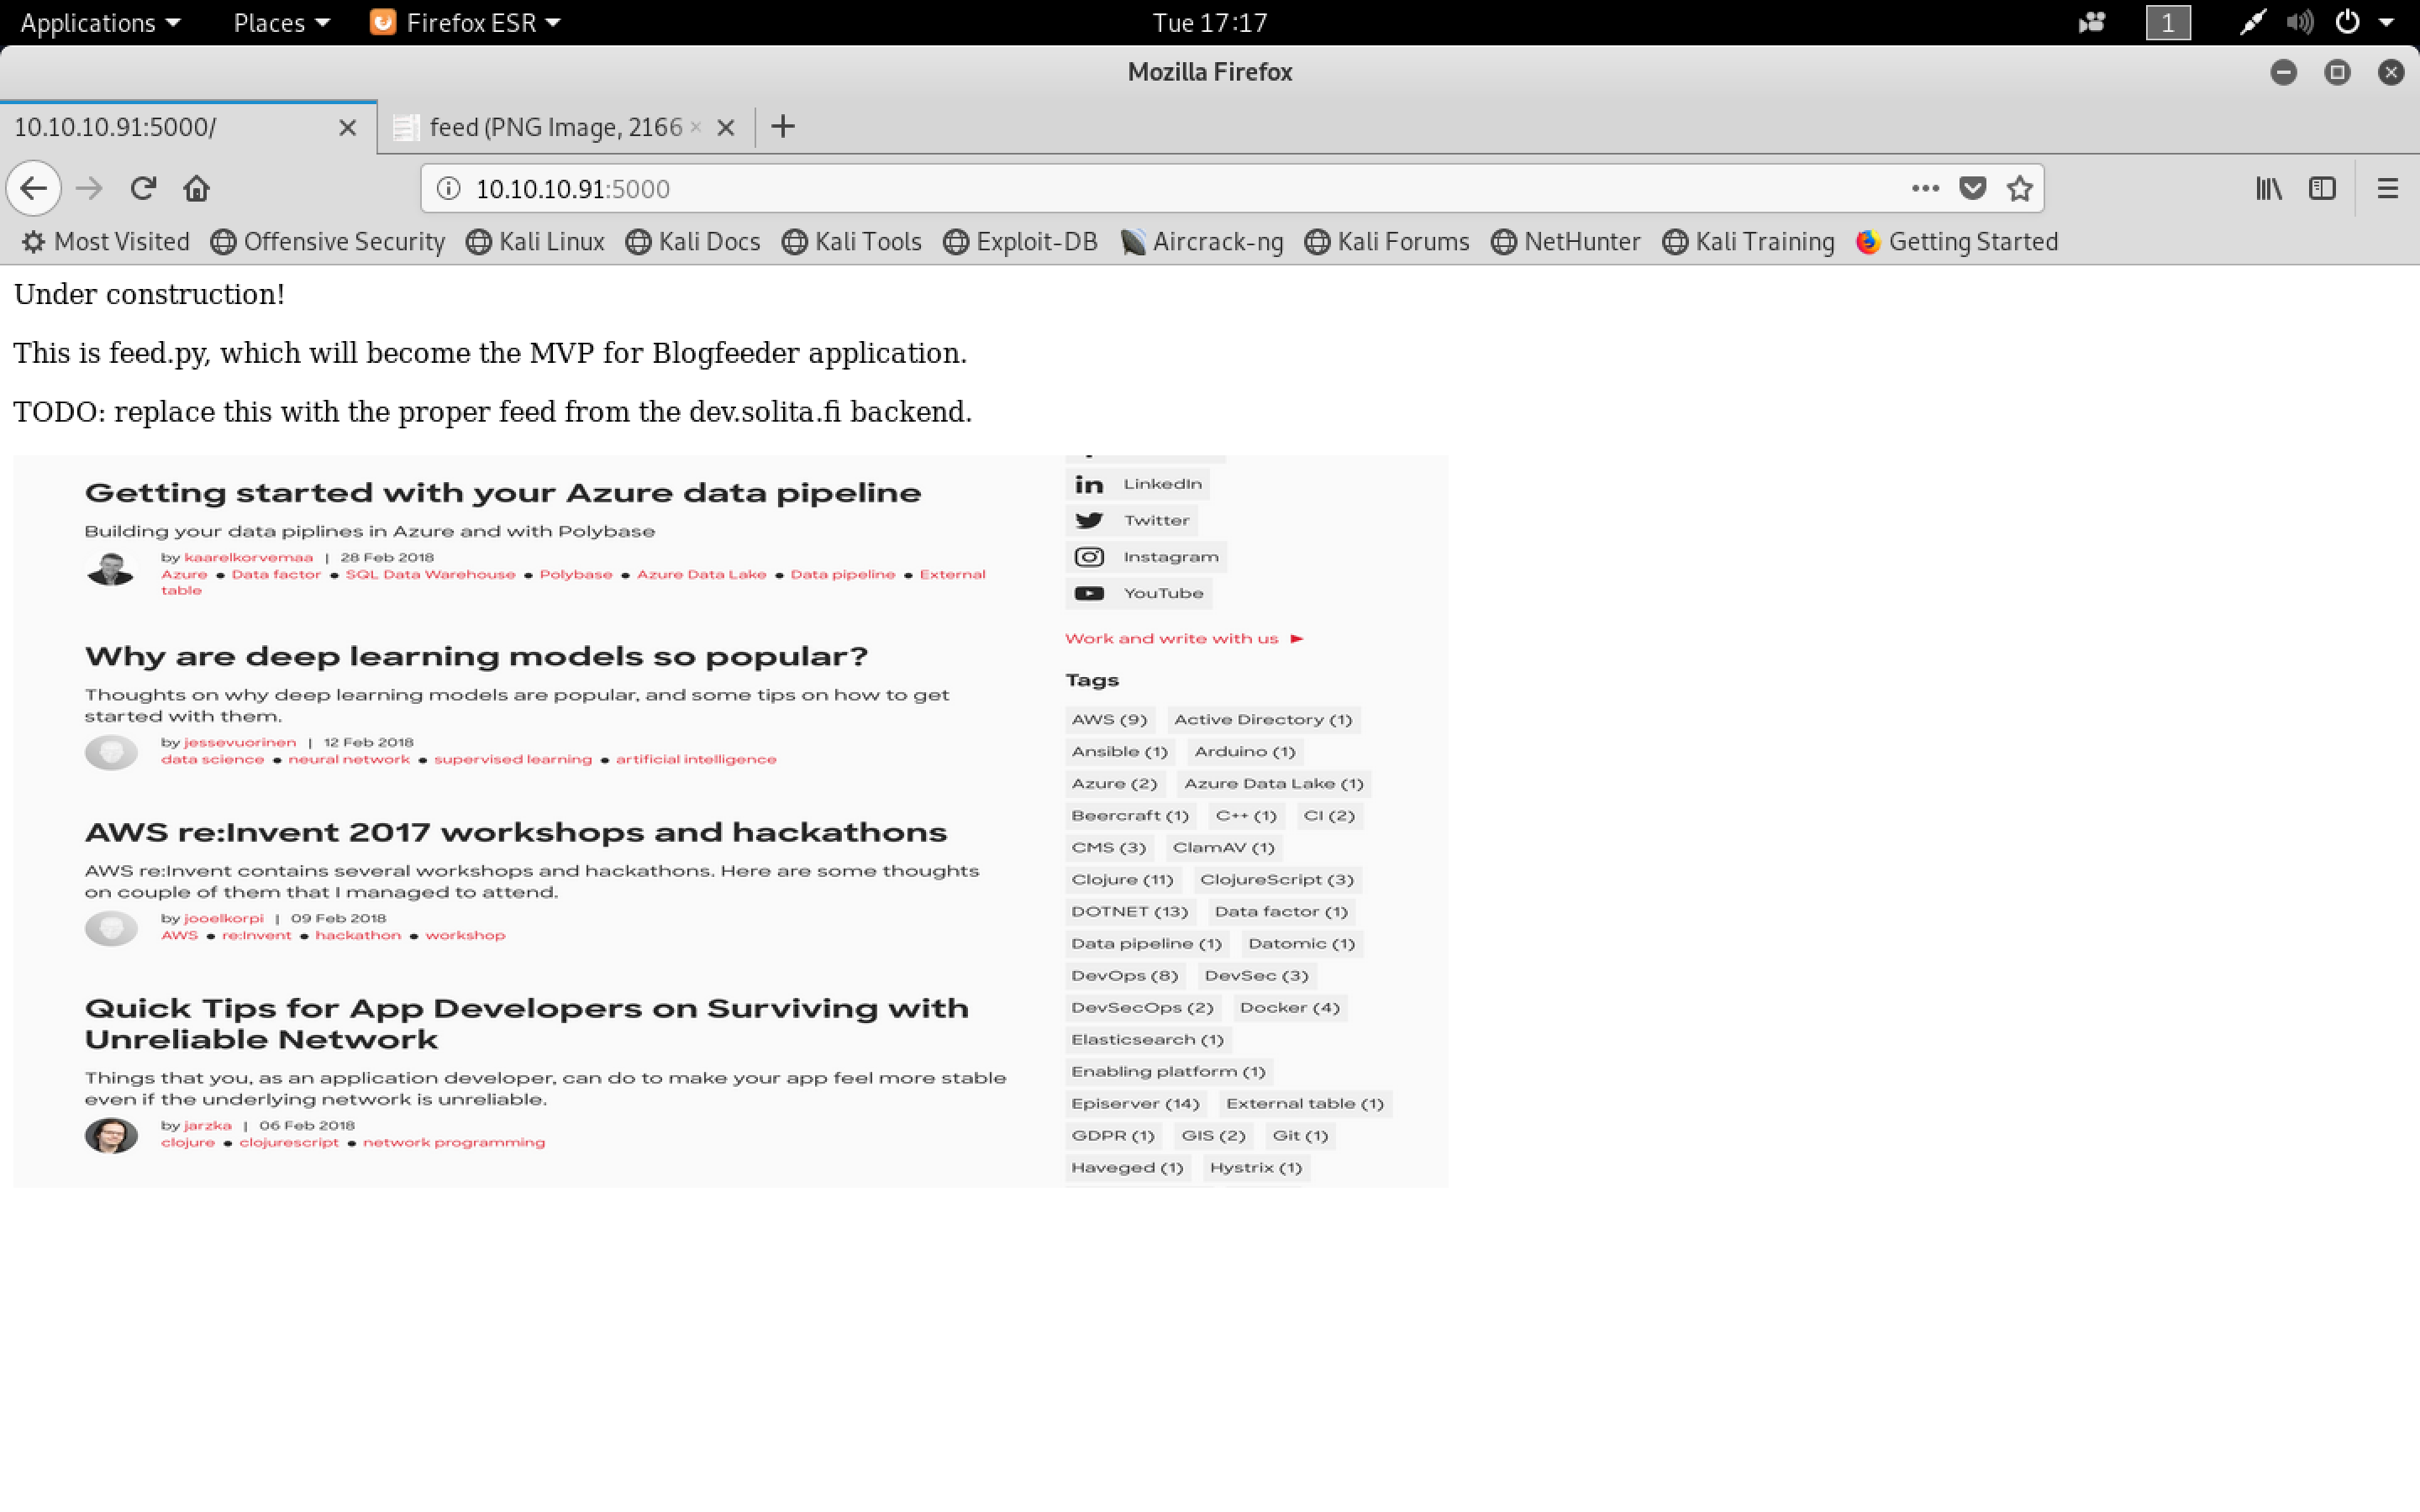 Applications Places Firefox ESR Tue 17:17 1
Mozilla Firefox
10.10.10.91:5000/ feed (PNG Image, 2166 ×
10.10.10.91:5000
Most Visited Offensive Security Kali Linux Kali Docs Kali Tools Exploit-DB Aircrack-ng Kali Forums NetHunter Kali Training Getting Started
Under construction!
This is feed.py, which will become the MVP for Blogfeeder application.
TODO: replace this with the proper feed from the dev.solita.fi backend.
Getting started with your Azure data pipeline
Building your data piplines in Azure and with Polybase
by kaarelkorvemaa | 28 Feb 2018
Azure • Data factor • SQL Data Warehouse • Polybase • Azure Data Lake • Data pipeline • External
table
Why are deep learning models so popular?
Thoughts on why deep learning models are popular, and some tips on how to get
started with them.
by jessevuorinen | 12 Feb 2018
data science • neural network • supervised learning • artificial intelligence
AWS re:Invent 2017 workshops and hackathons
AWS re:Invent contains several workshops and hackathons. Here are some thoughts
on couple of them that I managed to attend.
by jooelkorpi | 09 Feb 2018
AWS • re:Invent • hackathon • workshop
Quick Tips for App Developers on Surviving with
Unreliable Network
Things that you, as an application developer, can do to make your app feel more stable
even if the underlying network is unreliable.
by jarzka | 06 Feb 2018
clojure • clojurescript • network programming
LinkedIn
Twitter
Instagram
YouTube
Work and write with us ►
Tags
AWS (9) Active Directory (1)
Ansible (1) Arduino (1)
Azure (2) Azure Data Lake (1)
Beercraft (1) C++ (1) CI (2)
CMS (3) ClamAV (1)
Clojure (11) ClojureScript (3)
DOTNET (13) Data factor (1)
Data pipeline (1) Datomic (1)
DevOps (8) DevSec (3)
DevSecOps (2) Docker (4)
Elasticsearch (1)
Enabling platform (1)
Episerver (14) External table (1)
GDPR (1) GIS (2) Git (1)
Haveged (1) Hystrix (1)